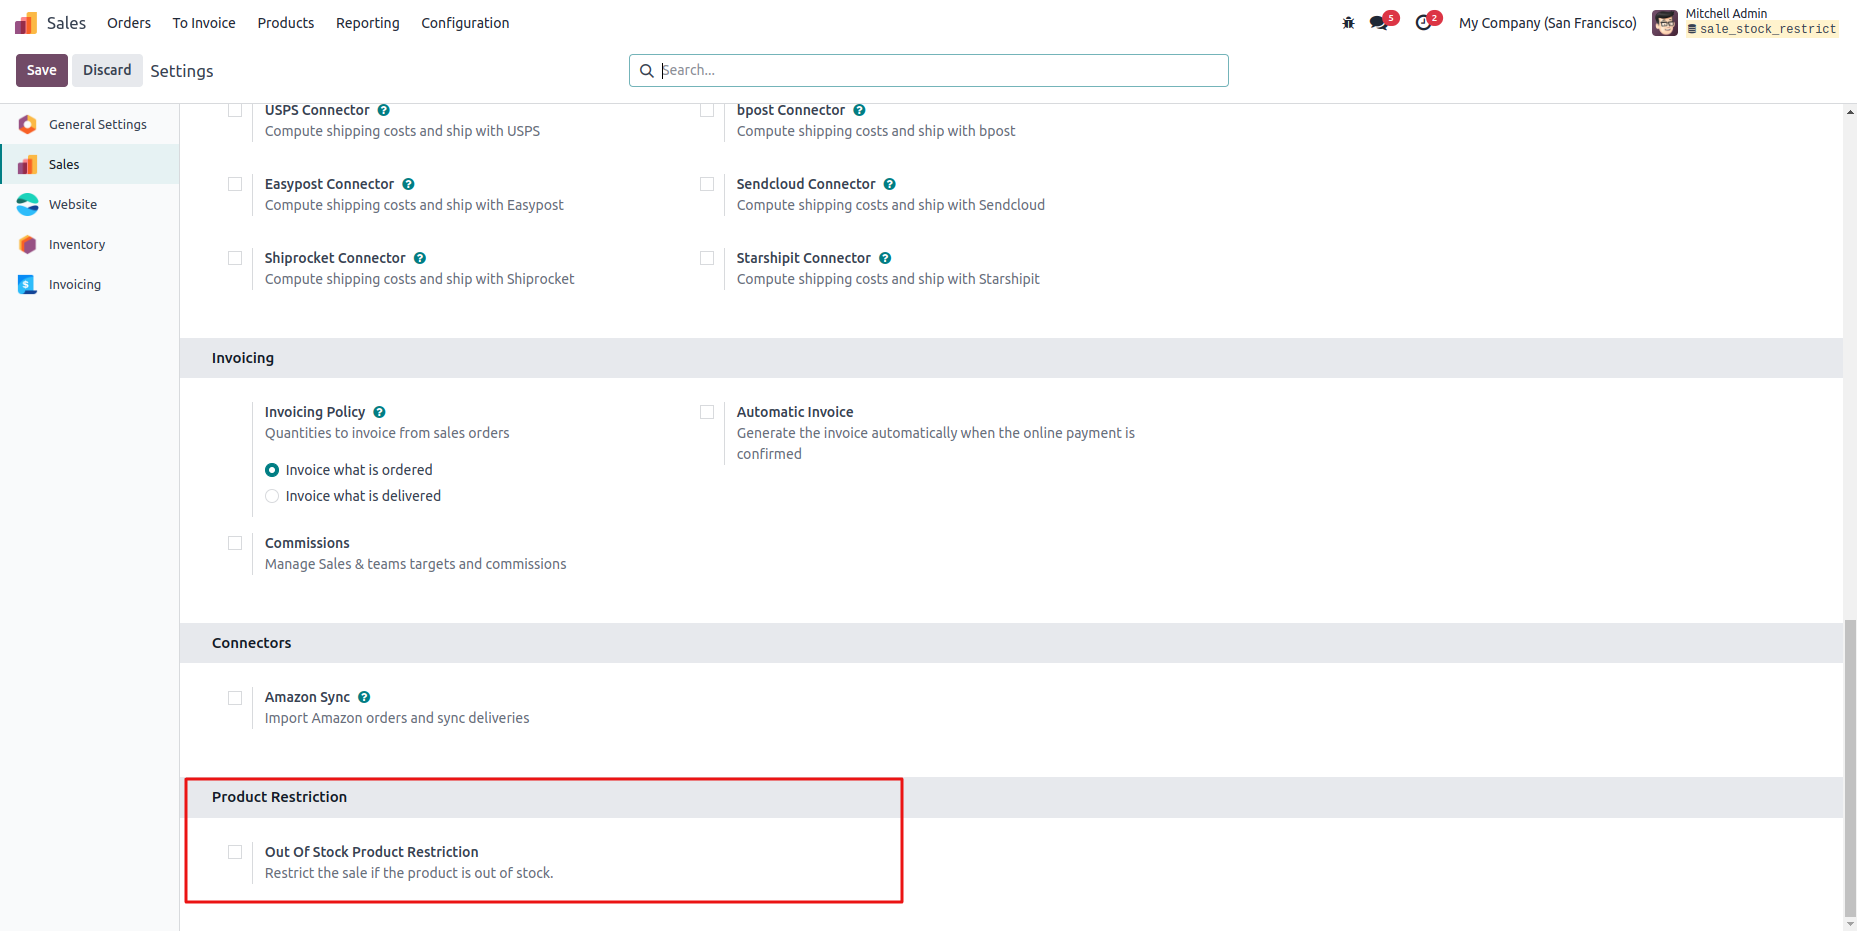 Sales Orders To Invoice Products Reporting Configuration 5 2 My Company (San Francisco) Mitchell Admin
sale_stock_restrict
Save Discard Settings Search...
General Settings
Sales
Website
Inventory
Invoicing
USPS Connector ? bpost Connector ?
Compute shipping costs and ship with USPS Compute shipping costs and ship with bpost
Easypost Connector ? Sendcloud Connector ?
Compute shipping costs and ship with Easypost Compute shipping costs and ship with Sendcloud
Shiprocket Connector ? Starshipit Connector ?
Compute shipping costs and ship with Shiprocket Compute shipping costs and ship with Starshipit
Invoicing
Invoicing Policy ? Automatic Invoice
Quantities to invoice from sales orders Generate the invoice automatically when the online payment is
confirmed
Invoice what is ordered
Invoice what is delivered
Commissions
Manage Sales & teams targets and commissions
Connectors
Amazon Sync ?
Import Amazon orders and sync deliveries
Product Restriction
Out Of Stock Product Restriction
Restrict the sale if the product is out of stock.